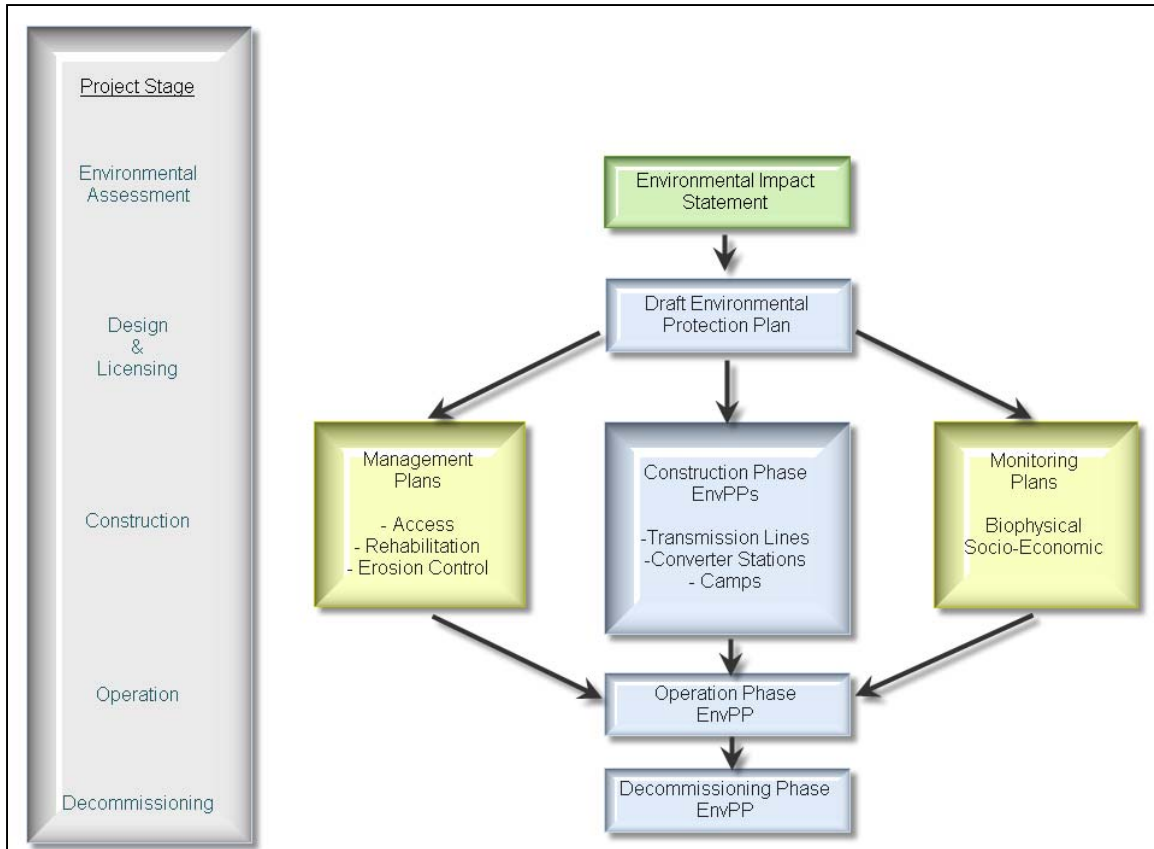 Project Stage
Environmental
Assessment
Design
&
Licensing
Construction
Operation
Decommissioning
Environmental Impact
Statement
Draft Environmental
Protection Plan
Management
Plans
- Access
- Rehabilitation
- Erosion Control
Construction Phase
EnvPPs
-Transmission Lines
-Converter Stations
- Camps
Monitoring
Plans
Biophysical
Socio-Economic
Operation Phase
EnvPP
Decommissioning Phase
EnvPP